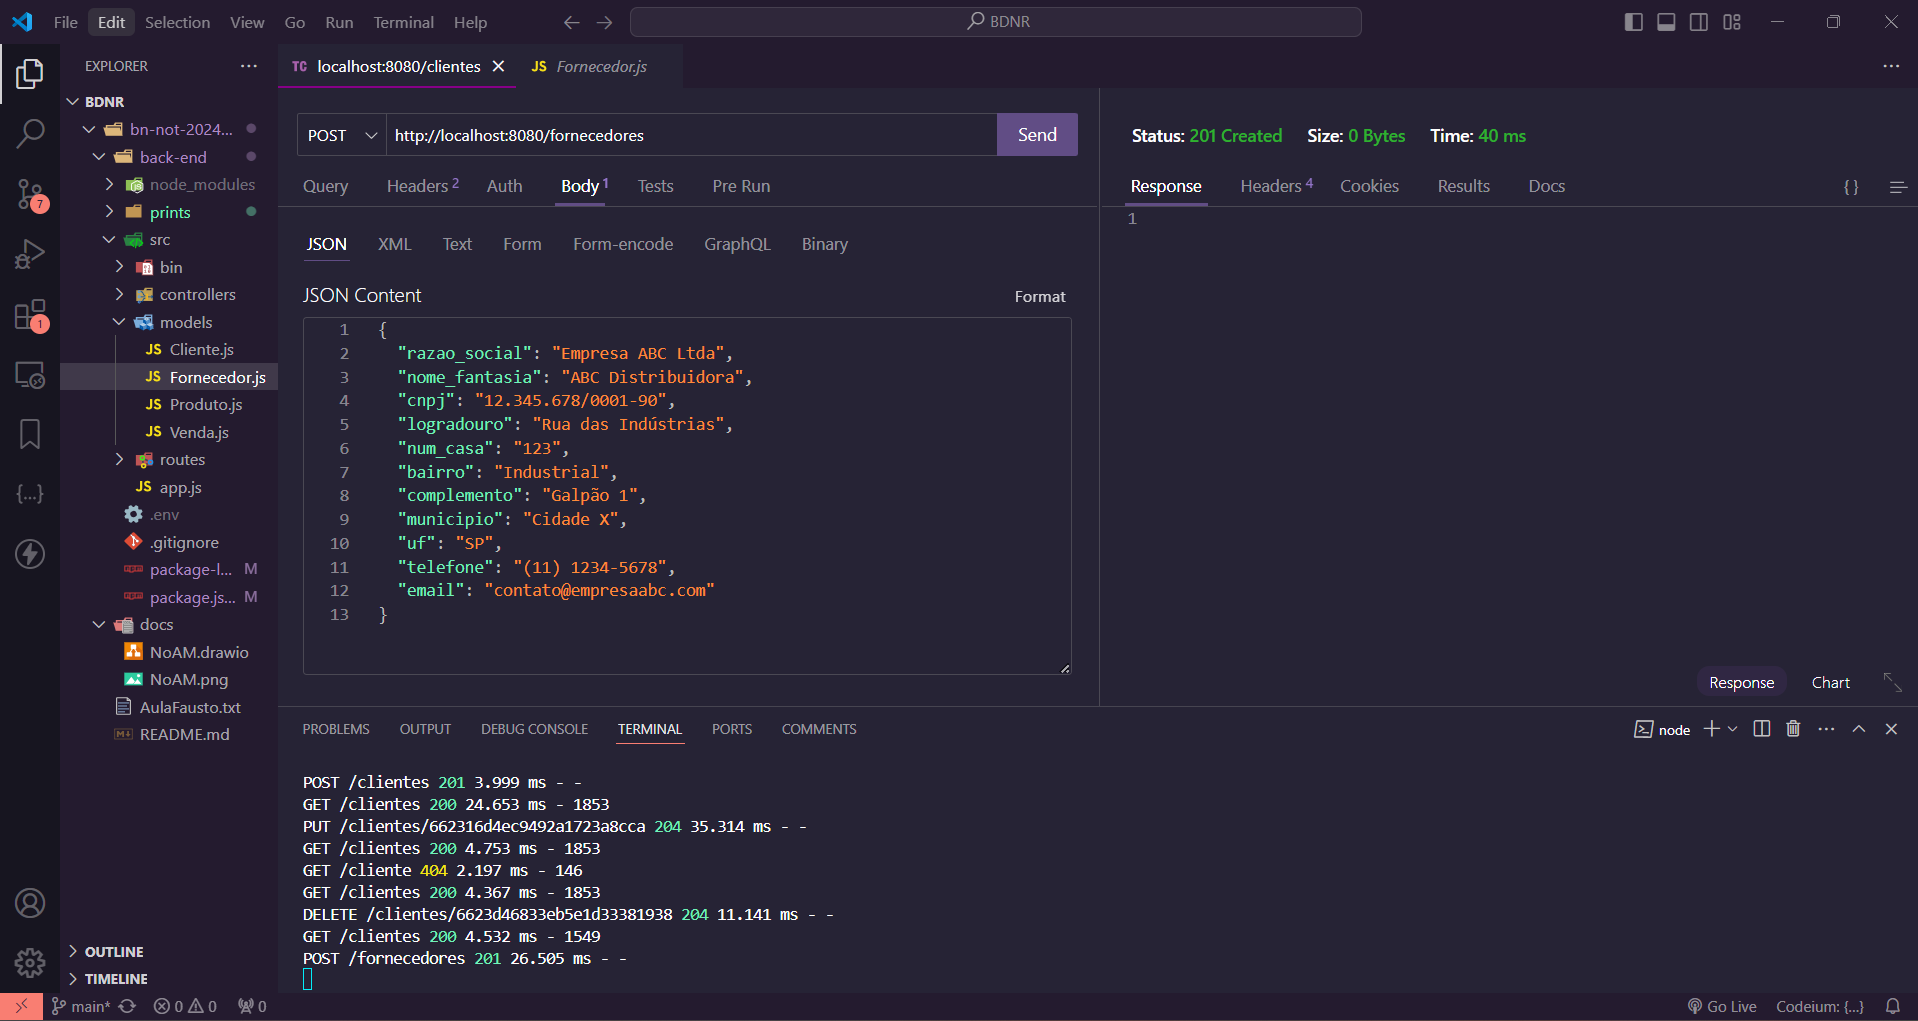 File Edit Selection View Go Run Terminal Help
BDNR
EXPLORER
BDNR
bn-not-2024...
back-end
node_modules
prints
src
bin
controllers
models
JS Cliente.js
JS Fornecedor.js
JS Produto.js
JS Venda.js
routes
JS app.js
.env
.gitignore
package-l... M
package.js... M
docs
NoAM.drawio
NoAM.png
AulaFausto.txt
README.md
OUTLINE
TIMELINE
7
1
TC localhost:8080/clientes
JS Fornecedor.js
POST http://localhost:8080/fornecedores Send
Query Headers 2 Auth Body 1 Tests Pre Run
JSON XML Text Form Form-encode GraphQL Binary
JSON Content Format
1 {
2 "razao_social": "Empresa ABC Ltda",
3 "nome_fantasia": "ABC Distribuidora",
4 "cnpj": "12.345.678/0001-90",
5 "logradouro": "Rua das Indústrias",
6 "num_casa": "123",
7 "bairro": "Industrial",
8 "complemento": "Galpão 1",
9 "municipio": "Cidade X",
10 "uf": "SP",
11 "telefone": "(11) 1234-5678",
12 "email": "contato@empresaabc.com"
13 }
Status: 201 Created Size: 0 Bytes Time: 40 ms
Response Headers 4 Cookies Results Docs { }
1
Response Chart
PROBLEMS OUTPUT DEBUG CONSOLE TERMINAL PORTS COMMENTS
node
POST /clientes 201 3.999 ms - -
GET /clientes 200 24.653 ms - 1853
PUT /clientes/662316d4ec9492a1723a8cca 204 35.314 ms - -
GET /clientes 200 4.753 ms - 1853
GET /cliente 404 2.197 ms - 146
GET /clientes 200 4.367 ms - 1853
DELETE /clientes/6623d46833eb5e1d33381938 204 11.141 ms - -
GET /clientes 200 4.532 ms - 1549
POST /fornecedores 201 26.505 ms - -
main* 0 0 0
Go Live Codeium: {...}